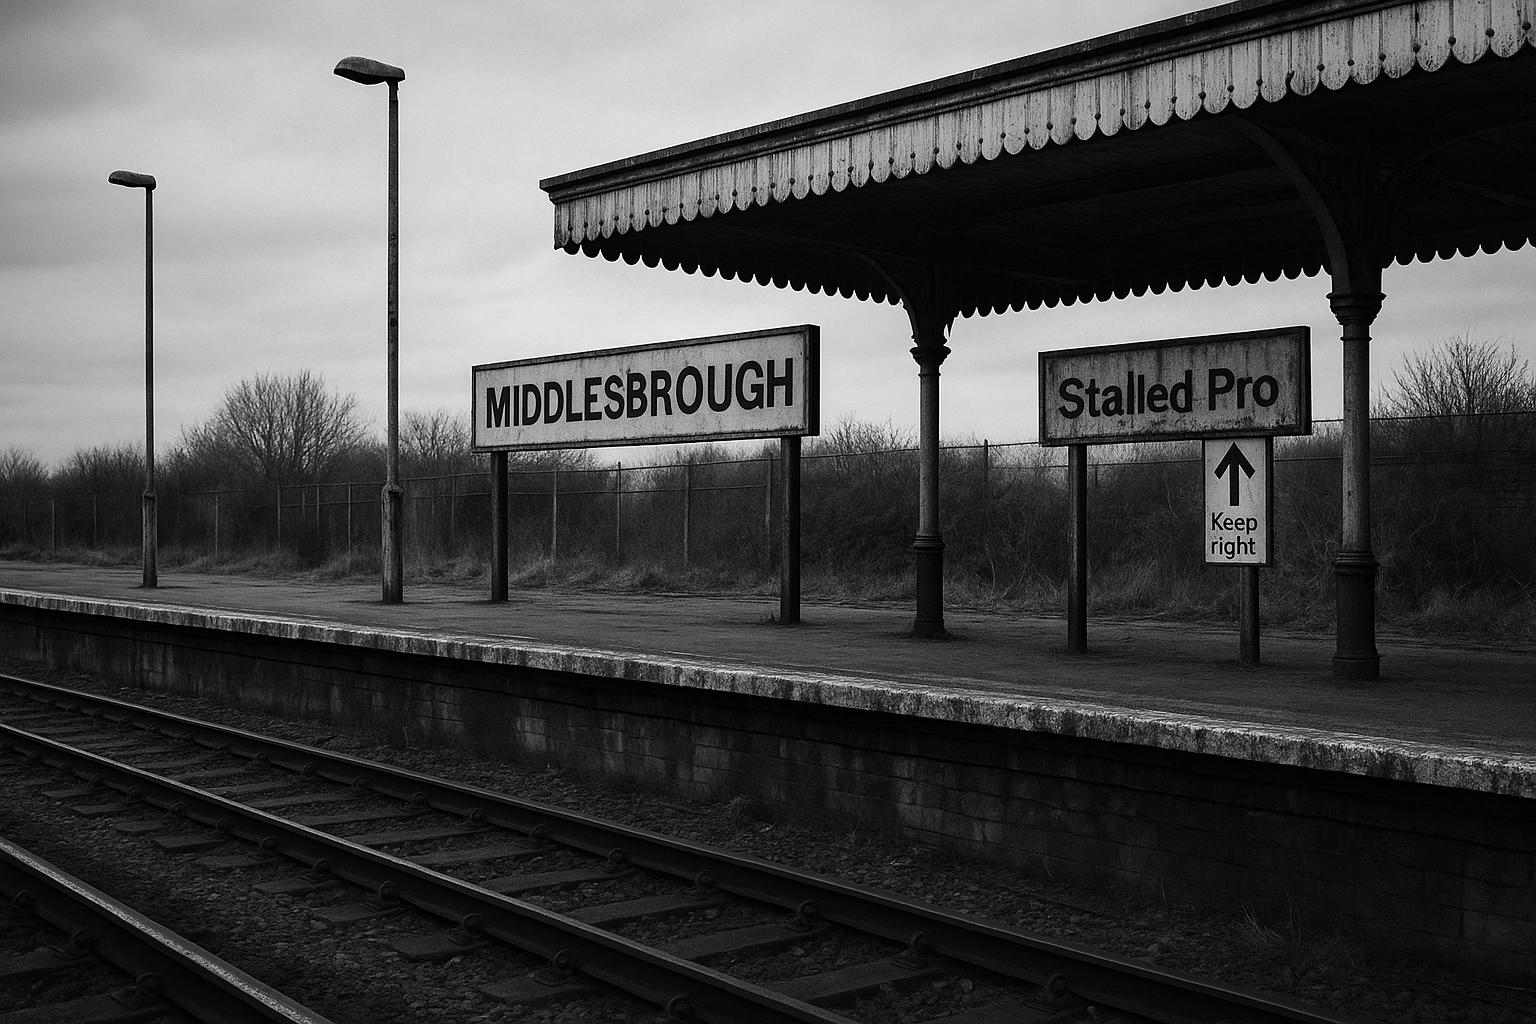 MIDDLESBROUGH
Stalled Pro
Keep
right